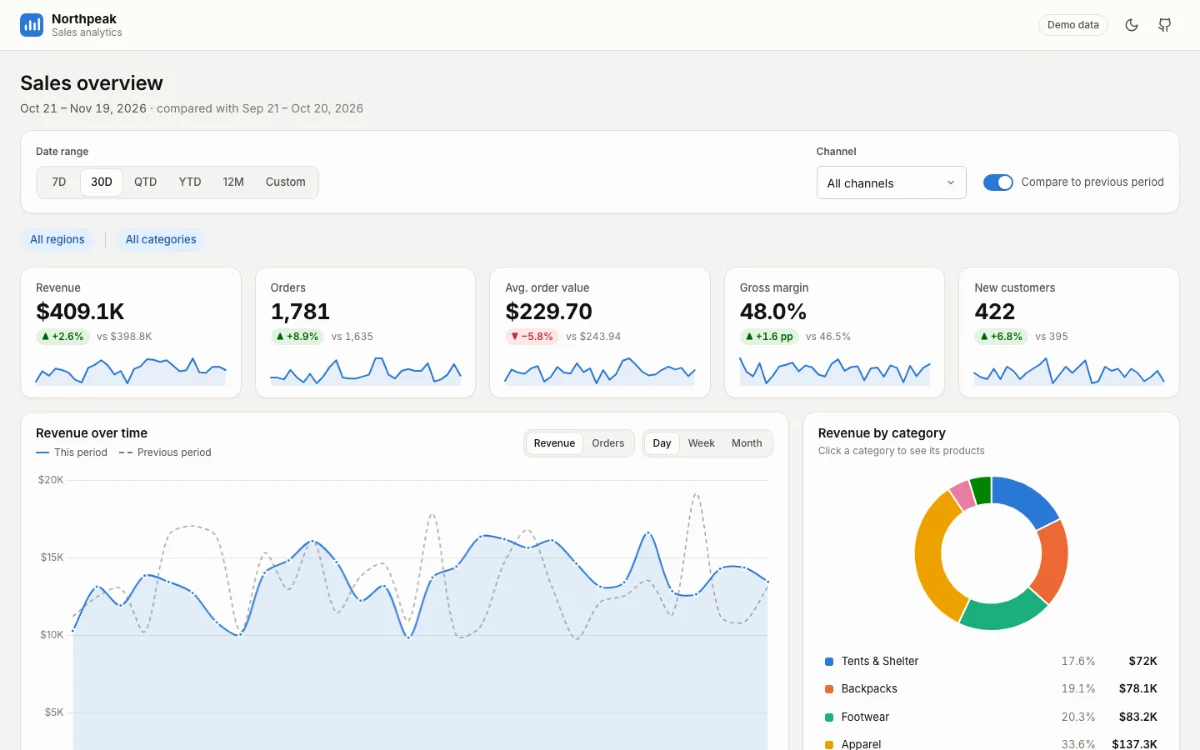 Northpeak
Sales analytics
Demo data
Sales overview
Oct 21 – Nov 19, 2026 · compared with Sep 21 – Oct 20, 2026
Date range
7D 30D QTD YTD 12M Custom
Channel
All channels
Compare to previous period
All regions
All categories
Revenue
$409.1K
▲ +2.6% vs $398.8K
Orders
1,781
▲ +8.9% vs 1,635
Avg. order value
$229.70
▼ −5.8% vs $243.94
Gross margin
48.0%
▲ +1.6 pp vs 46.5%
New customers
422
▲ +6.8% vs 395
Revenue over time
This period Previous period
Revenue Orders
Day Week Month
$20K
$15K
$10K
$5K
Revenue by category
Click a category to see its products
Tents & Shelter 17.6% $72K
Backpacks 19.1% $78.1K
Footwear 20.3% $83.2K
Apparel 33.6% $137.3K